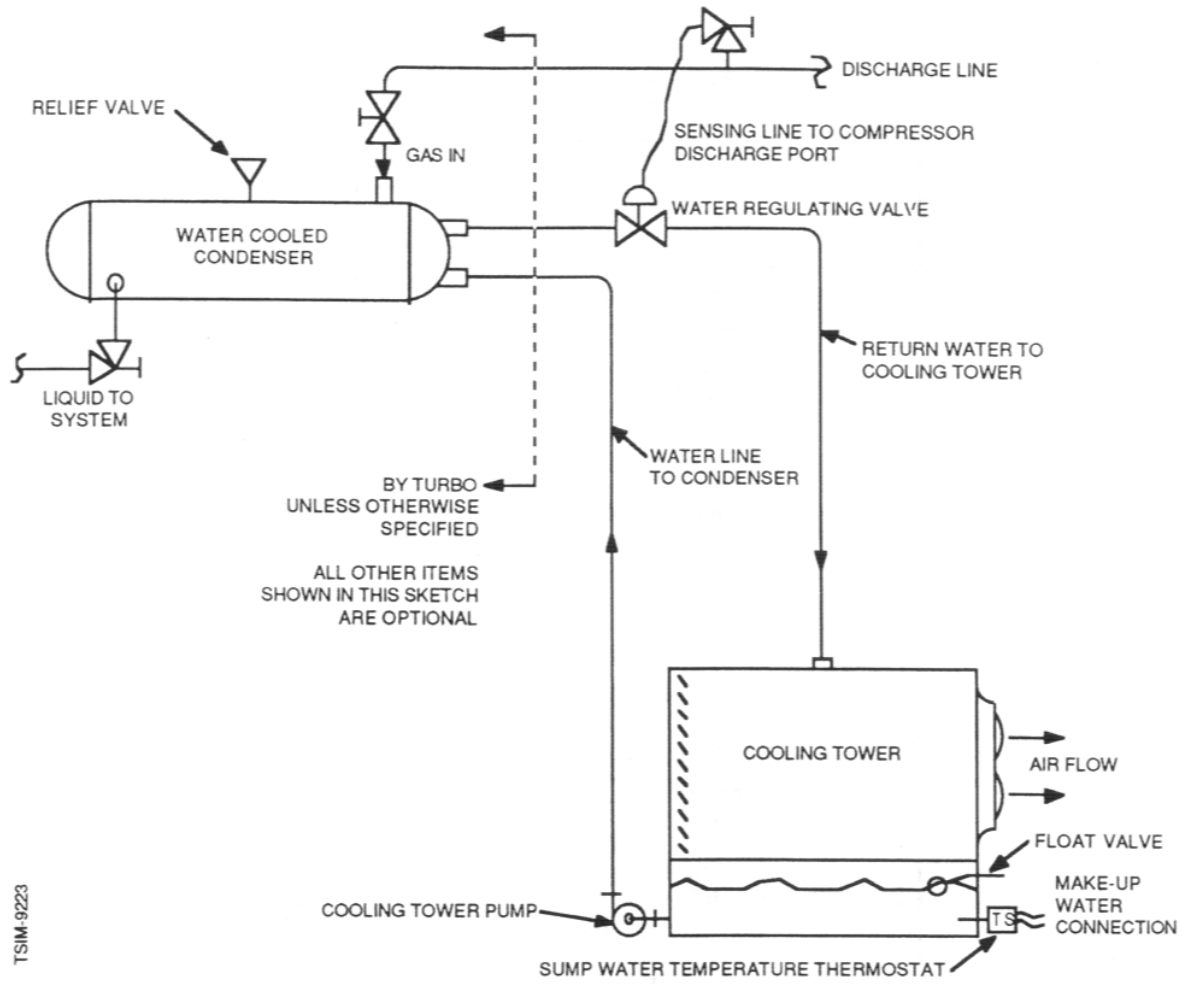 DISCHARGE LINE
RELIEF VALVE
SENSING LINE TO COMPRESSOR
DISCHARGE PORT
GAS IN
WATER REGULATING VALVE
WATER COOLED
CONDENSER
RETURN WATER TO
COOLING TOWER
LIQUID TO
SYSTEM
WATER LINE
TO CONDENSER
BY TURBO
UNLESS OTHERWISE
SPECIFIED
ALL OTHER ITEMS
SHOWN IN THIS SKETCH
ARE OPTIONAL
COOLING TOWER
AIR FLOW
FLOAT VALVE
MAKE-UP
WATER
CONNECTION
COOLING TOWER PUMP
TS
SUMP WATER TEMPERATURE THERMOSTAT
TSIM-9223